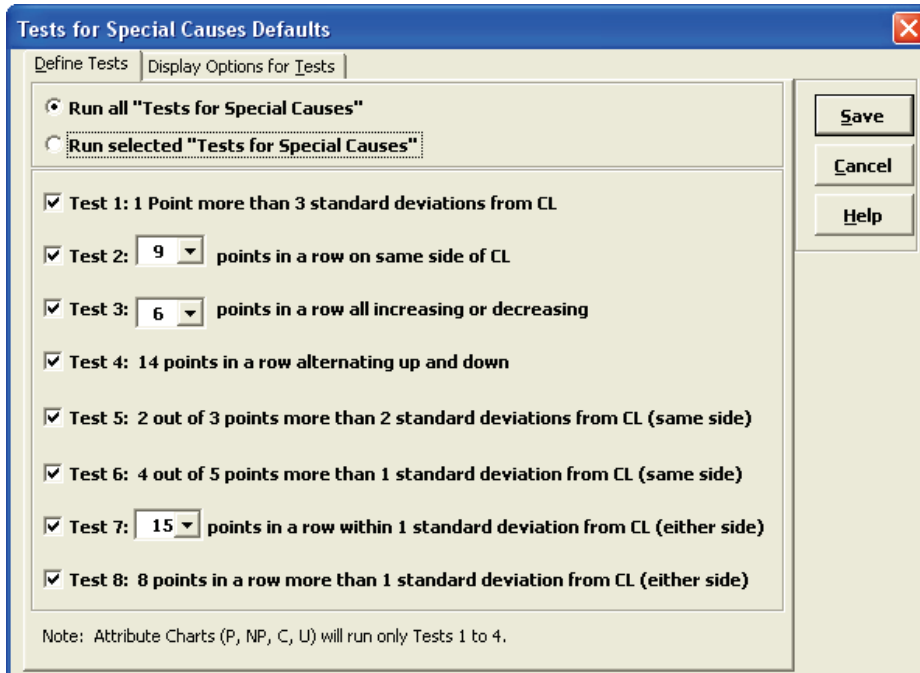 Tests for Special Causes Defaults
Define Tests
Display Options for Tests
Run all "Tests for Special Causes"
Run selected "Tests for Special Causes"
Save
Cancel
Help
Test 1: 1 Point more than 3 standard deviations from CL
Test 2: 9 points in a row on same side of CL
Test 3: 6 points in a row all increasing or decreasing
Test 4: 14 points in a row alternating up and down
Test 5: 2 out of 3 points more than 2 standard deviations from CL (same side)
Test 6: 4 out of 5 points more than 1 standard deviation from CL (same side)
Test 7: 15 points in a row within 1 standard deviation from CL (either side)
Test 8: 8 points in a row more than 1 standard deviation from CL (either side)
Note: Attribute Charts (P, NP, C, U) will run only Tests 1 to 4.